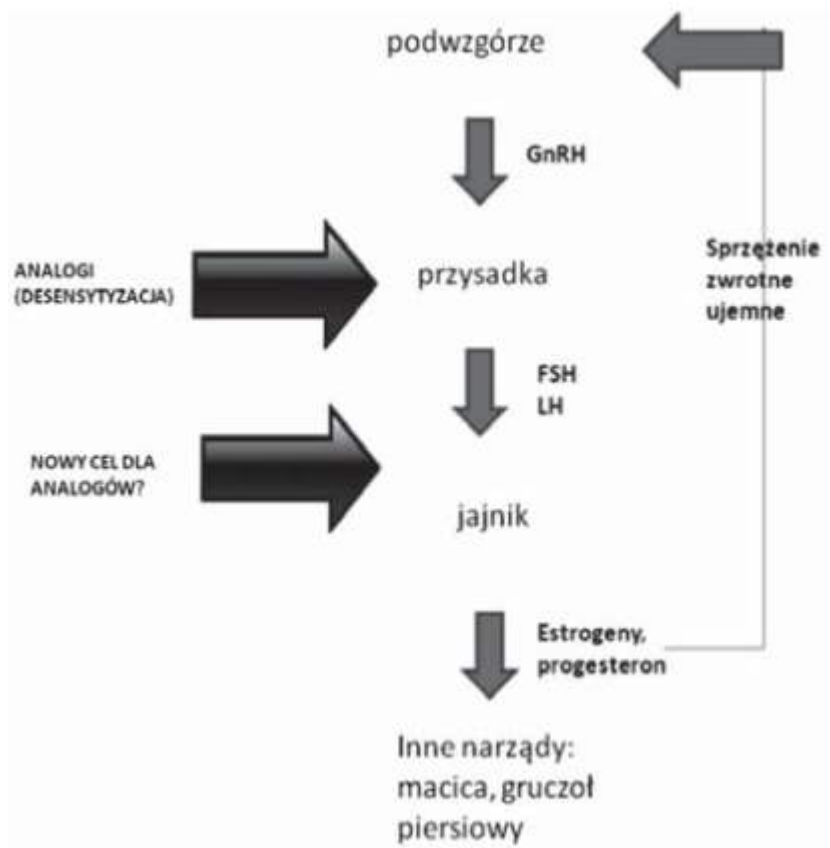 podwzgórze
GnRH
ANALOGI
(DESENSYTYZACJA)
przysadka
Sprzężenie
zwrotne
ujemne
FSH
LH
NOWY CEL DLA
ANALOGÓW?
jajnik
Estrogeny,
progesteron
Inne narządy:
macica, gruczoł
piersiowy